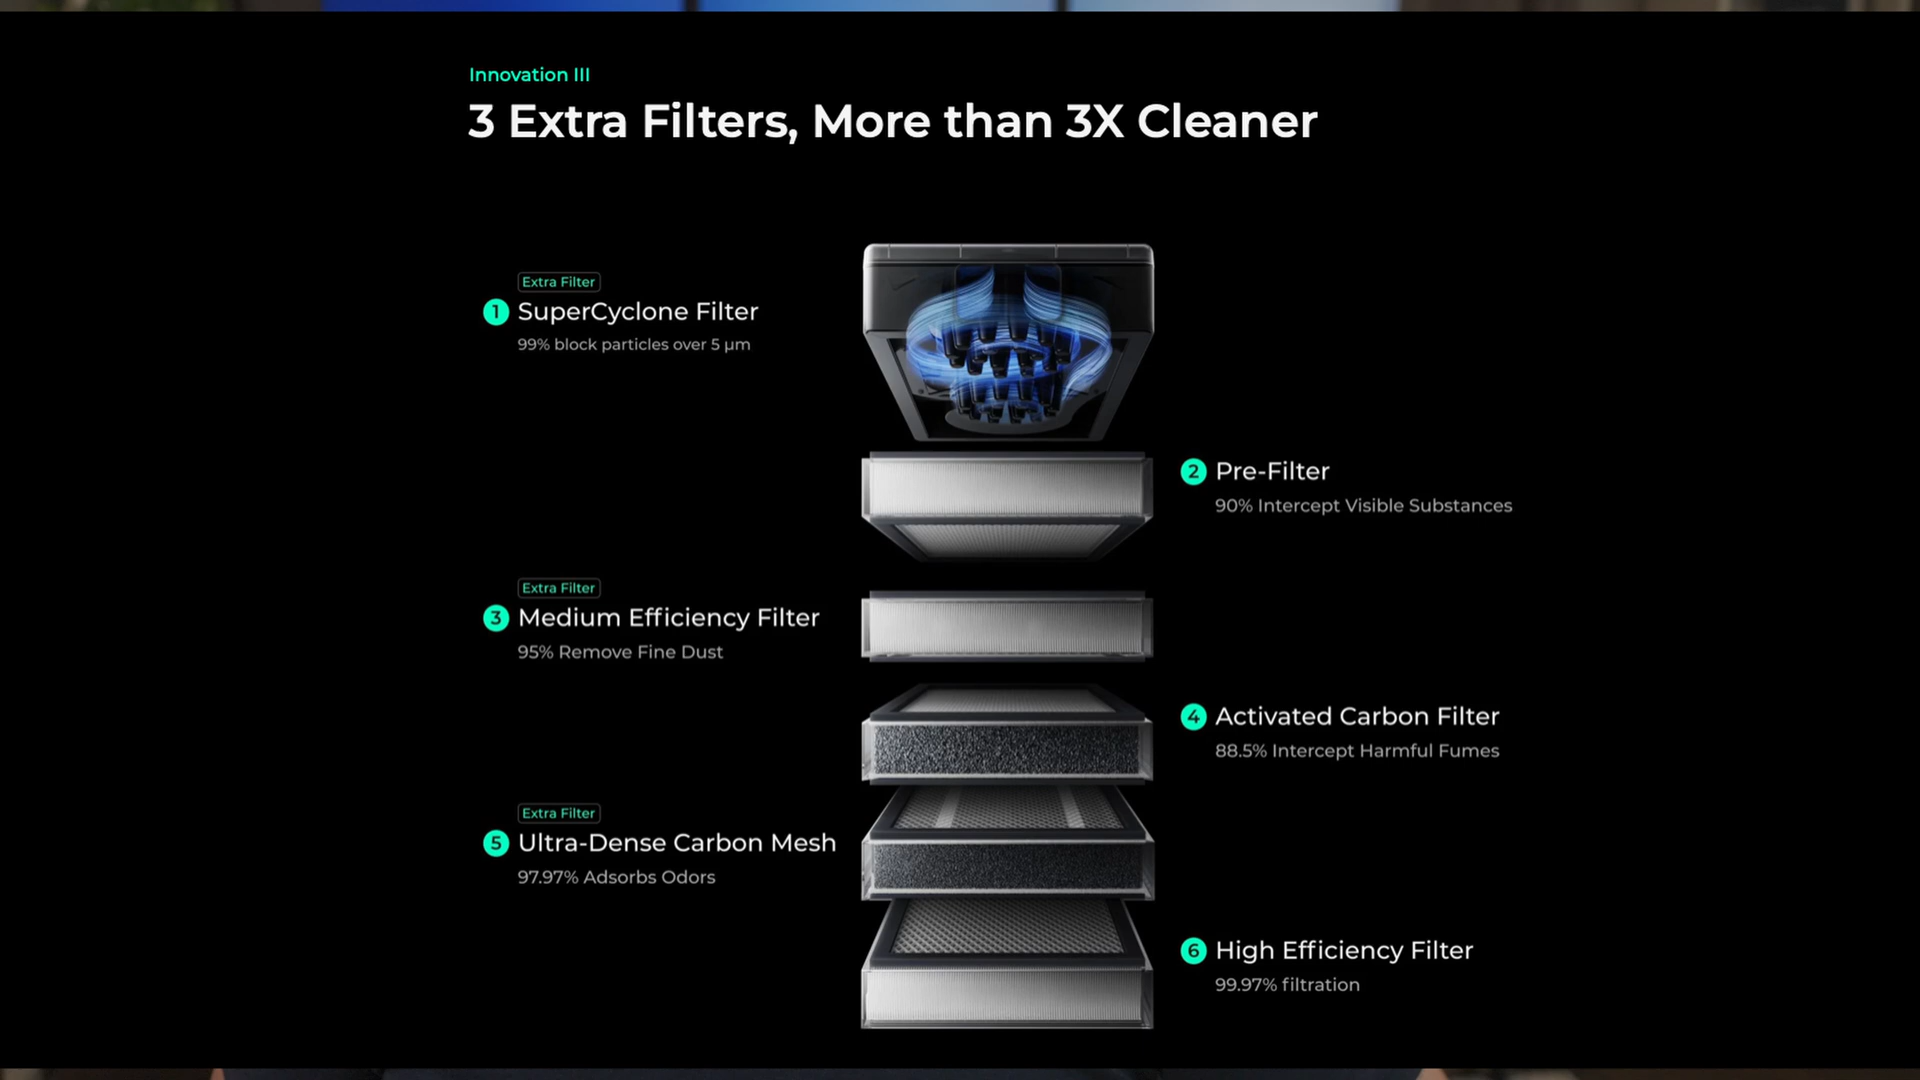 Innovation III
3 Extra Filters, More than 3X Cleaner
Extra Filter
1 SuperCyclone Filter
99% block particles over 5 μm
2 Pre-Filter
90% Intercept Visible Substances
Extra Filter
3 Medium Efficiency Filter
95% Remove Fine Dust
4 Activated Carbon Filter
88.5% Intercept Harmful Fumes
Extra Filter
5 Ultra-Dense Carbon Mesh
97.97% Adsorbs Odors
6 High Efficiency Filter
99.97% filtration